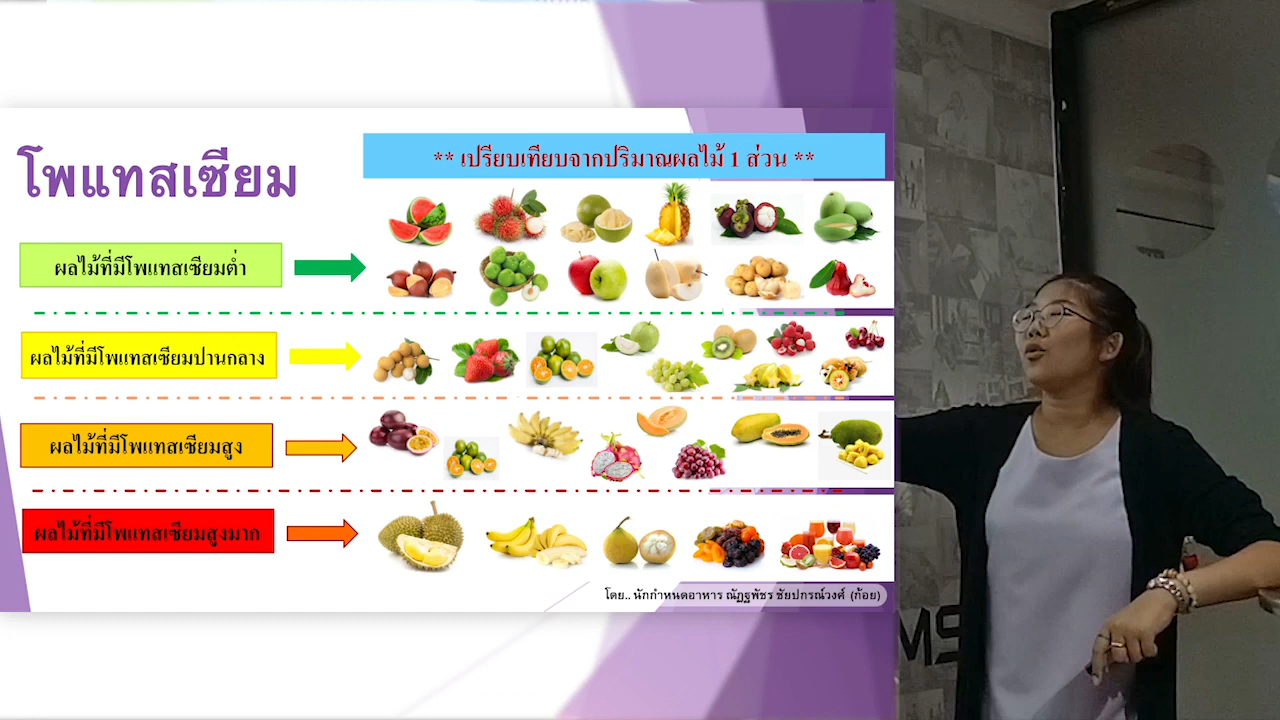 โพแทสเซียม
** เปรียบเทียบจากปริมาณผลไม้ 1 ส่วน **
ผลไม้ที่มีโพแทสเซียมต่ำ
ผลไม้ที่มีโพแทสเซียมปานกลาง
ผลไม้ที่มีโพแทสเซียมสูง
ผลไม้ที่มีโพแทสเซียมสูงมาก
โดย.. นักกำหนดอาหาร ณัฏฐพัชร ชัยปกรณ์วงศ์ (ก้อย)